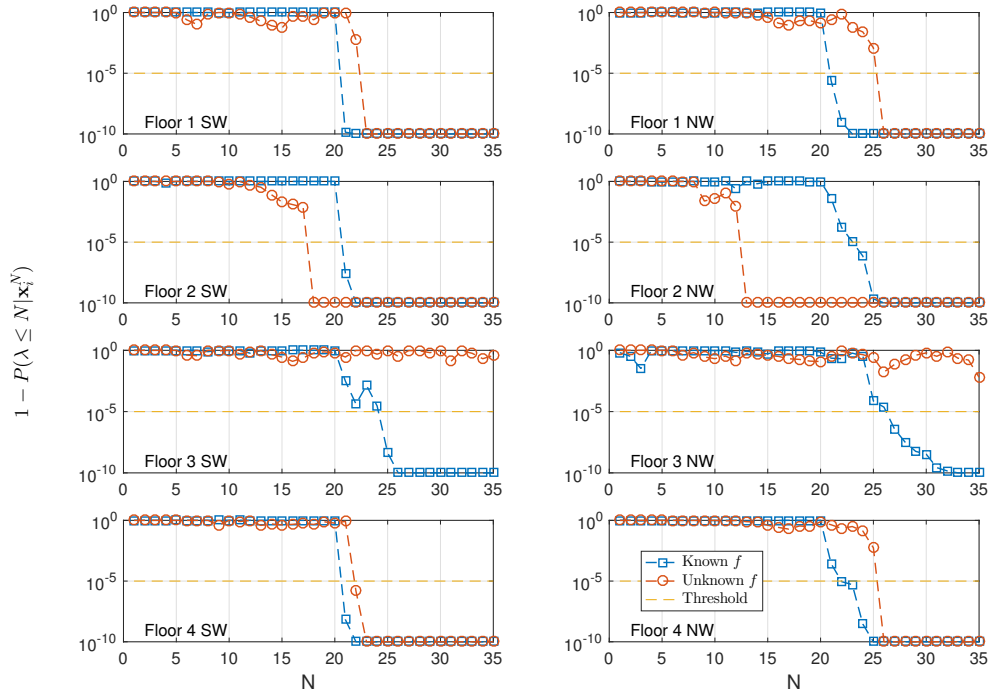 1 − P(λ ≤ N|x_i^N)
10^0
10^-5
10^-10
Floor 1 SW
0 5 10 15 20 25 30 35
10^0
10^-5
10^-10
Floor 1 NW
0 5 10 15 20 25 30 35
10^0
10^-5
10^-10
Floor 2 SW
0 5 10 15 20 25 30 35
10^0
10^-5
10^-10
Floor 2 NW
0 5 10 15 20 25 30 35
10^0
10^-5
10^-10
Floor 3 SW
0 5 10 15 20 25 30 35
10^0
10^-5
10^-10
Floor 3 NW
0 5 10 15 20 25 30 35
10^0
10^-5
10^-10
Floor 4 SW
0 5 10 15 20 25 30 35
N
10^0
10^-5
10^-10
Known f
Unknown f
Threshold
Floor 4 NW
0 5 10 15 20 25 30 35
N